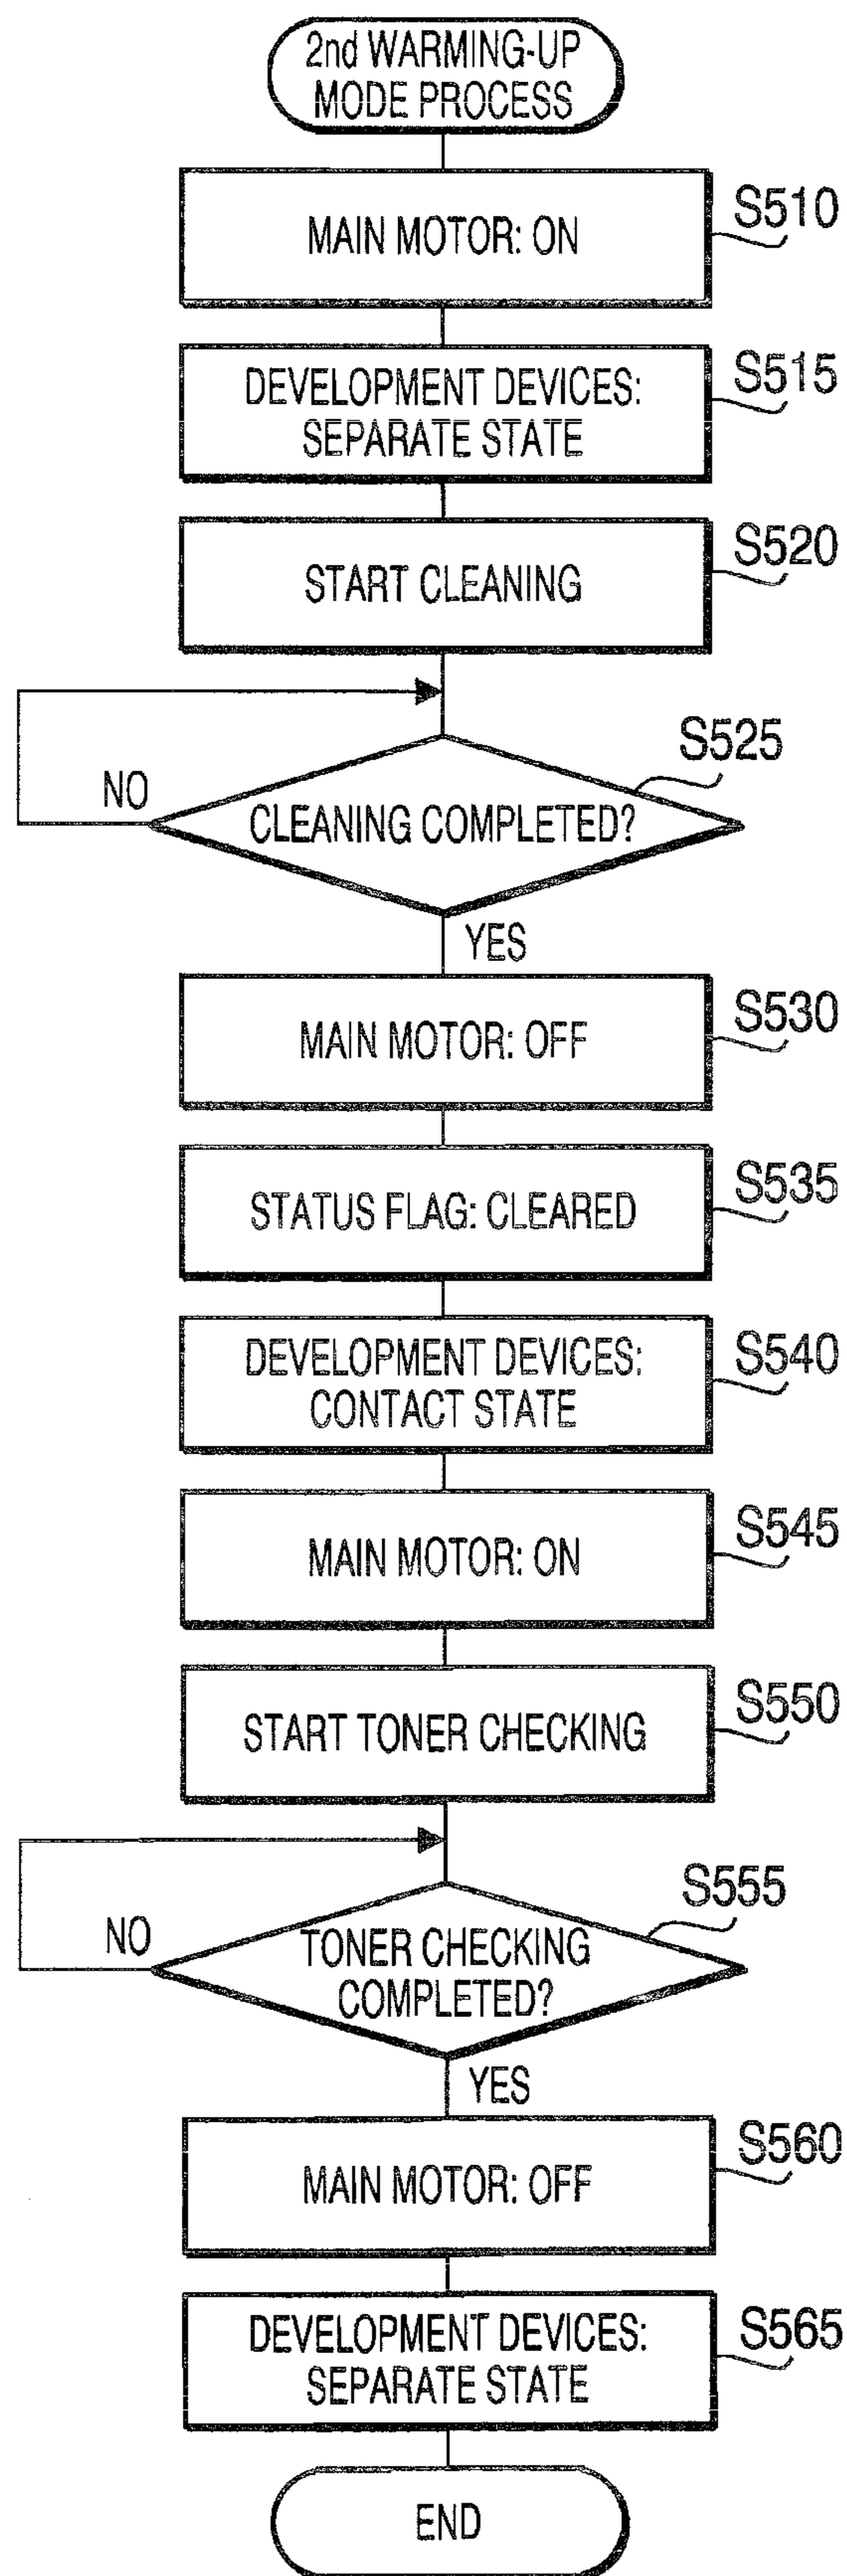 2nd WARMING-UP
MODE PROCESS
S510
MAIN MOTOR: ON
S515
DEVELOPMENT DEVICES:
SEPARATE STATE
S520
START CLEANING
S525
NO
CLEANING COMPLETED?
YES
S530
MAIN MOTOR: OFF
S535
STATUS FLAG: CLEARED
S540
DEVELOPMENT DEVICES:
CONTACT STATE
S545
MAIN MOTOR: ON
S550
START TONER CHECKING
S555
NO
TONER CHECKING
COMPLETED?
YES
S560
MAIN MOTOR: OFF
S565
DEVELOPMENT DEVICES:
SEPARATE STATE
END